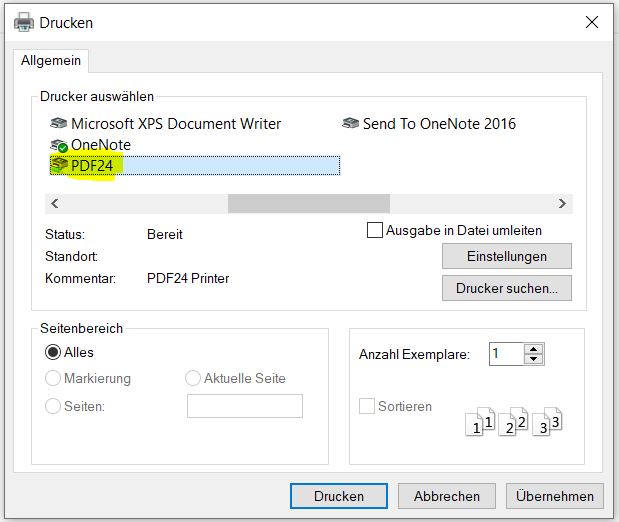 Drucken
Allgemein
Drucker auswählen
Microsoft XPS Document Writer
Send To OneNote 2016
OneNote
PDF24
Status: Bereit
Ausgabe in Datei umleiten
Standort:
Einstellungen
Kommentar: PDF24 Printer
Drucker suchen...
Seitenbereich
Alles
Markierung
Aktuelle Seite
Seiten:
Anzahl Exemplare: 1
Sortieren
1 1 2 2 3 3
Drucken
Abbrechen
Übernehmen